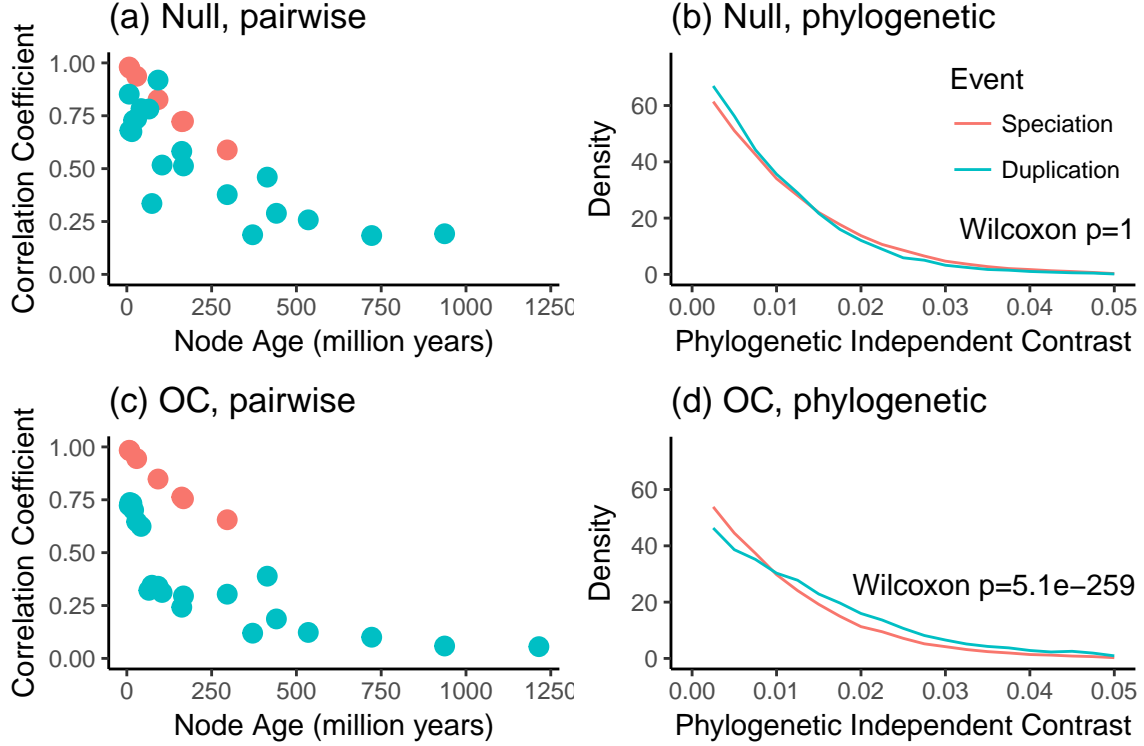 (a) Null, pairwise
Correlation Coefficient
1.00
0.75
0.50
0.25
0.00
0 250 500 750 1000 1250
Node Age (million years)
(b) Null, phylogenetic
Density
60
40
20
0
Event
Speciation
Duplication
Wilcoxon p=1
0.00 0.01 0.02 0.03 0.04 0.05
Phylogenetic Independent Contrast
(c) OC, pairwise
Correlation Coefficient
1.00
0.75
0.50
0.25
0.00
0 250 500 750 1000 1250
Node Age (million years)
(d) OC, phylogenetic
Density
60
40
20
0
Wilcoxon p=5.1e−259
0.00 0.01 0.02 0.03 0.04 0.05
Phylogenetic Independent Contrast